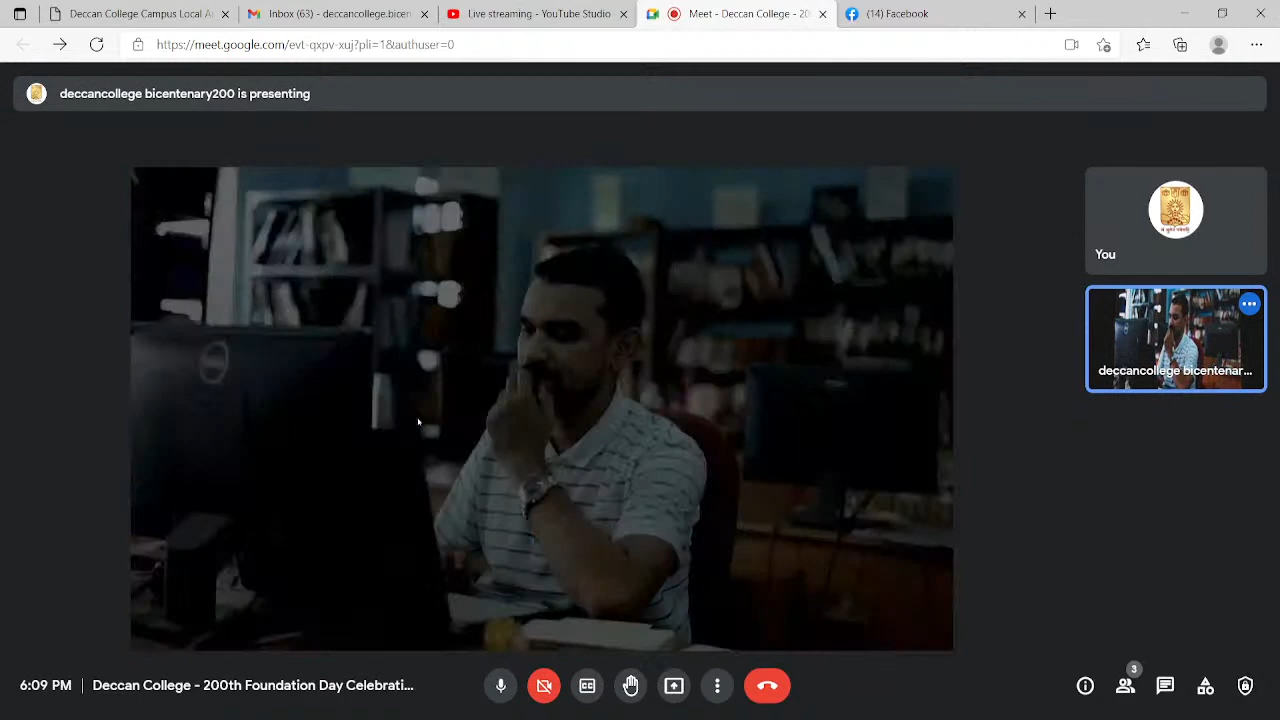 Deccan College Campus Local Ar
Inbox (63) - deccancollege.bicen
Live streaming - YouTube Studio
Meet - Deccan College - 20
(14) Facebook
https://meet.google.com/evt-qxpv-xuj?pli=1&authuser=0
deccancollege bicentenary200 is presenting
You
deccancollege bicentenar...
6:09 PM | Deccan College - 200th Foundation Day Celebrati...
3